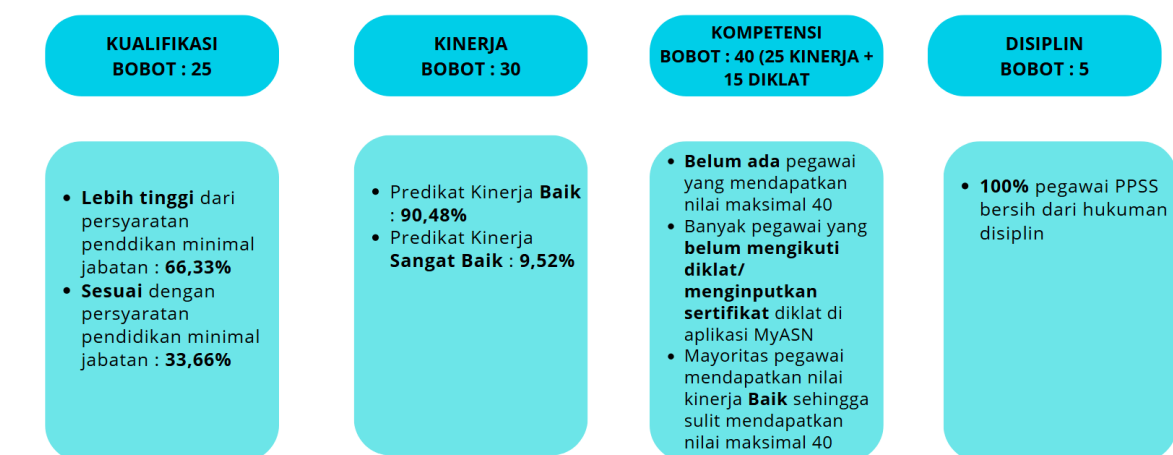 KUALIFIKASI
BOBOT : 25
KINERJA
BOBOT : 30
KOMPETENSI
BOBOT : 40 (25 KINERJA +
15 DIKLAT
DISIPLIN
BOBOT : 5
• Lebih tinggi dari
persyaratan
penddikan minimal
jabatan : 66,33%
• Sesuai dengan
persyaratan
pendidikan minimal
jabatan : 33,66%
• Predikat Kinerja Baik
: 90,48%
• Predikat Kinerja
Sangat Baik : 9,52%
• Belum ada pegawai
yang mendapatkan
nilai maksimal 40
• Banyak pegawai yang
belum mengikuti
diklat/
menginputkan
sertifikat diklat di
aplikasi MyASN
• Mayoritas pegawai
mendapatkan nilai
kinerja Baik sehingga
sulit mendapatkan
nilai maksimal 40
• 100% pegawai PPSS
bersih dari hukuman
disiplin